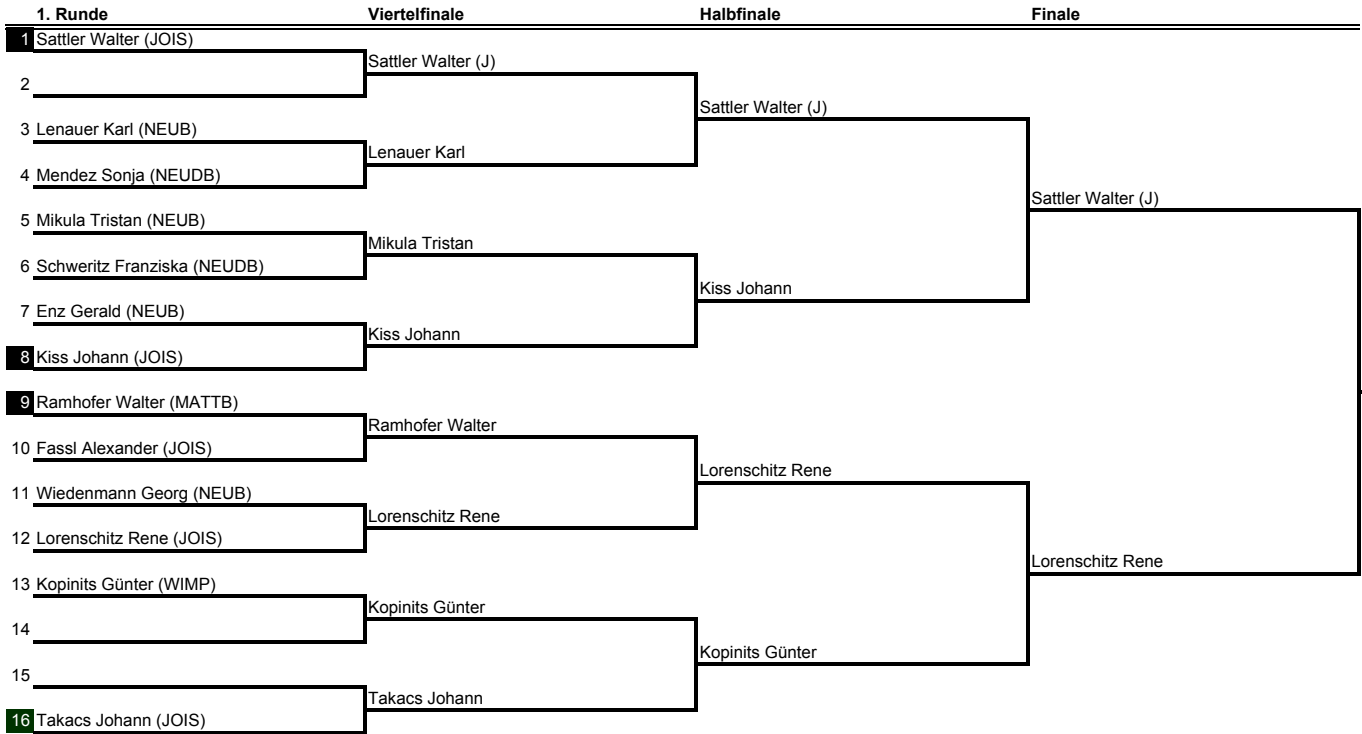 1. Runde Viertelfinale Halbfinale Finale
1 Sattler Walter (JOIS)
Sattler Walter (J)
2
Sattler Walter (J)
3 Lenauer Karl (NEUB)
Lenauer Karl
4 Mendez Sonja (NEUDB)
Sattler Walter (J)
5 Mikula Tristan (NEUB)
Mikula Tristan
6 Schweritz Franziska (NEUDB)
Kiss Johann
7 Enz Gerald (NEUB)
Kiss Johann
8 Kiss Johann (JOIS)
9 Ramhofer Walter (MATTB)
Ramhofer Walter
10 Fassl Alexander (JOIS)
Lorenschitz Rene
11 Wiedenmann Georg (NEUB)
Lorenschitz Rene
12 Lorenschitz Rene (JOIS)
Lorenschitz Rene
13 Kopinits Günter (WIMP)
Kopinits Günter
14
Kopinits Günter
15
Takacs Johann
16 Takacs Johann (JOIS)